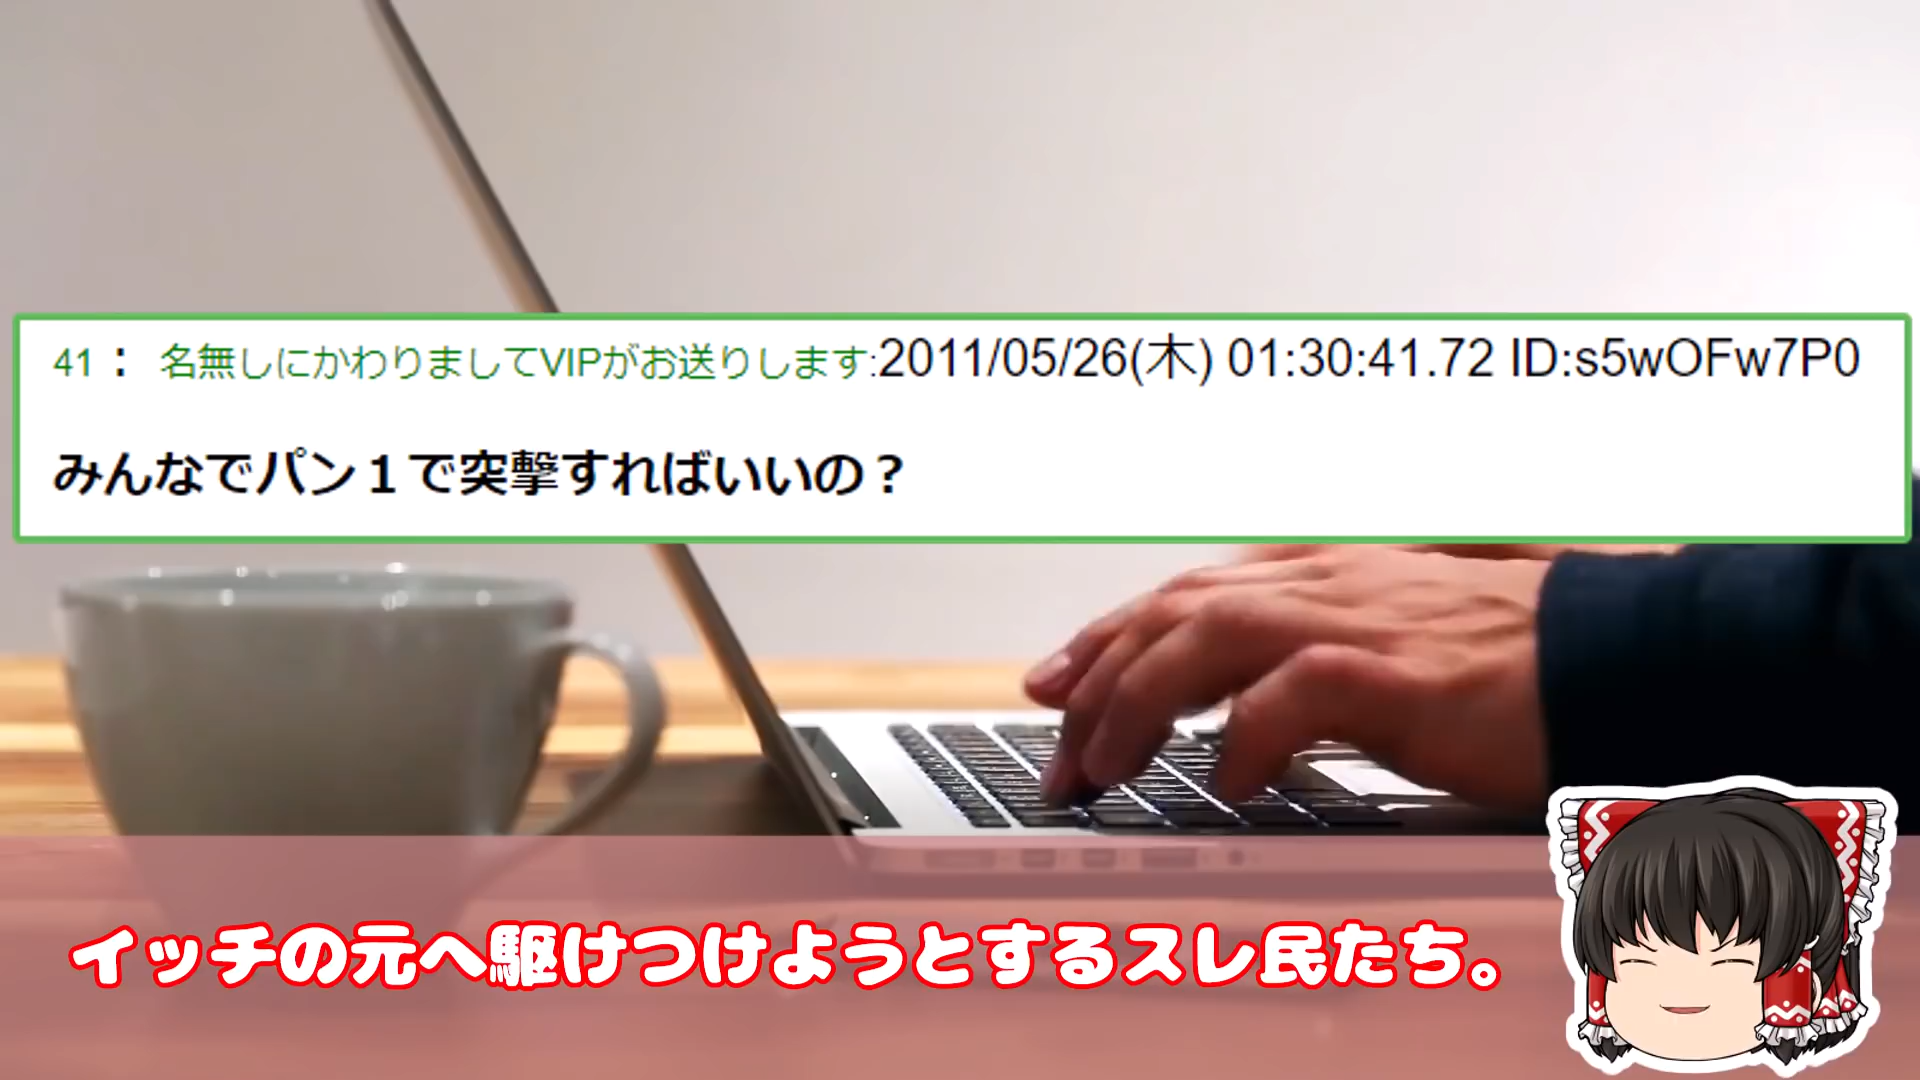 41 ： 名無しにかわりましてVIPがお送りします:2011/05/26(木) 01:30:41.72 ID:s5wOFw7P0
みんなでパン１で突撃すればいいの？
イッチの元へ駆けつけようとするスレ民たち。